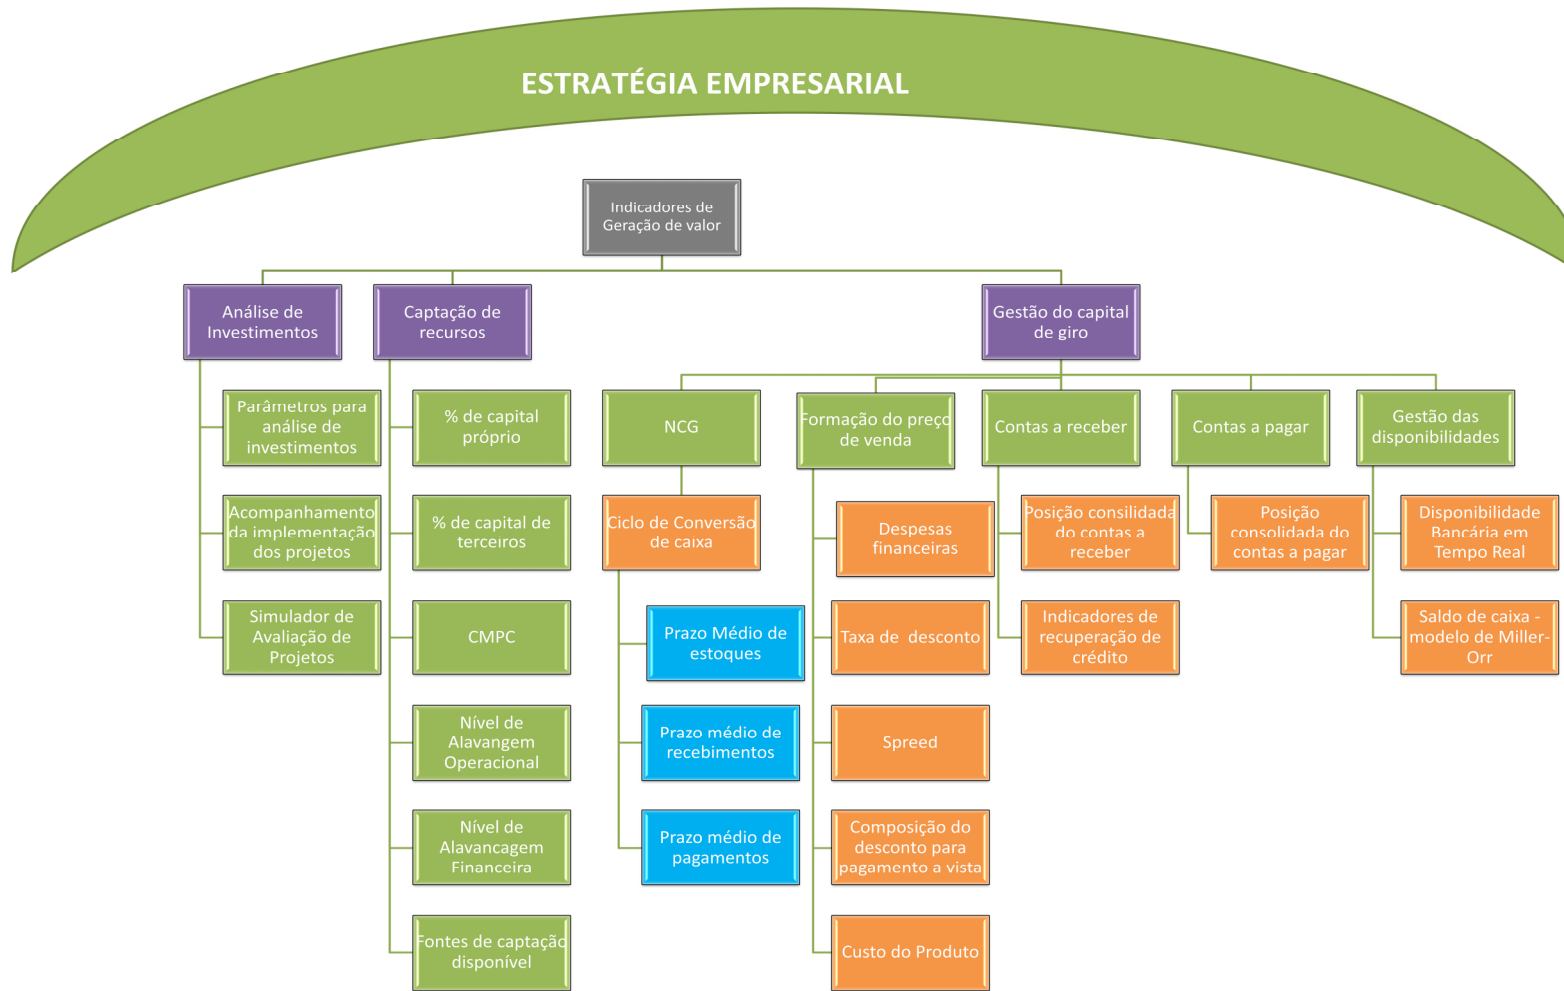 ESTRATÉGIA EMPRESARIAL
Indicadores de
Geração de valor
Análise de
Investimentos
Captação de
recursos
Gestão do capital
de giro
Parâmetros para
análise de
investimentos
% de capital
próprio
NCG
Formação do preço
de venda
Contas a receber
Contas a pagar
Gestão das
disponibilidades
Acompanhamento
da implementação
dos projetos
% de capital de
terceiros
Ciclo de Conversão
de caixa
Despesas
financeiras
Posição consilidada
do contas a
receber
Posição
consolidada do
contas a pagar
Disponibilidade
Bancária em
Tempo Real
Simulador de
Avaliação de
Projetos
CMPC
Prazo Médio de
estoques
Taxa de  desconto
Indicadores de
recuperação de
crédito
Saldo de caixa -
modelo de Miller-
Orr
Nível de
Alavangem
Operacional
Prazo médio de
recebimentos
Spreed
Nível de
Alavancagem
Financeira
Prazo médio de
pagamentos
Composição do
desconto para
pagamento a vista
Fontes de captação
disponível
Custo do Produto